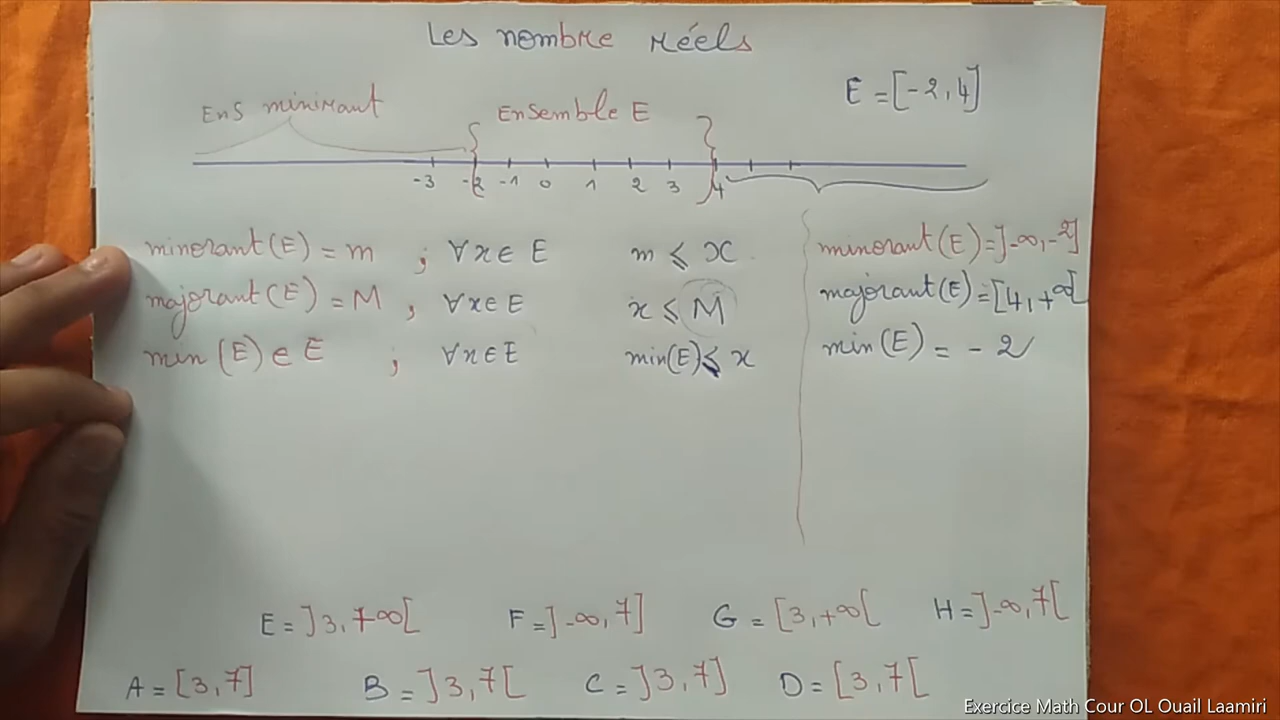 Les nombre réels
E = [-2, 4]
Ens minirant Ensemble E
-3 -2 -1 0 1 2 3 4
minorant(E) = m ; ∀x∈E m ⩽ x minorant(E)=]-∞,-2]
majorant(E) = M , ∀x∈E x ⩽ M majorant(E)=[4,+∞[
min(E)∈E ; ∀x∈E min(E)⩽ x min(E) = -2
E = ]3,+∞[ F = ]-∞,7] G = [3,+∞[ H = ]-∞,7[
A = [3,7] B = ]3,7[ C = ]3,7] D = [3,7[
Exercice Math Cour OL Ouail Laamiri